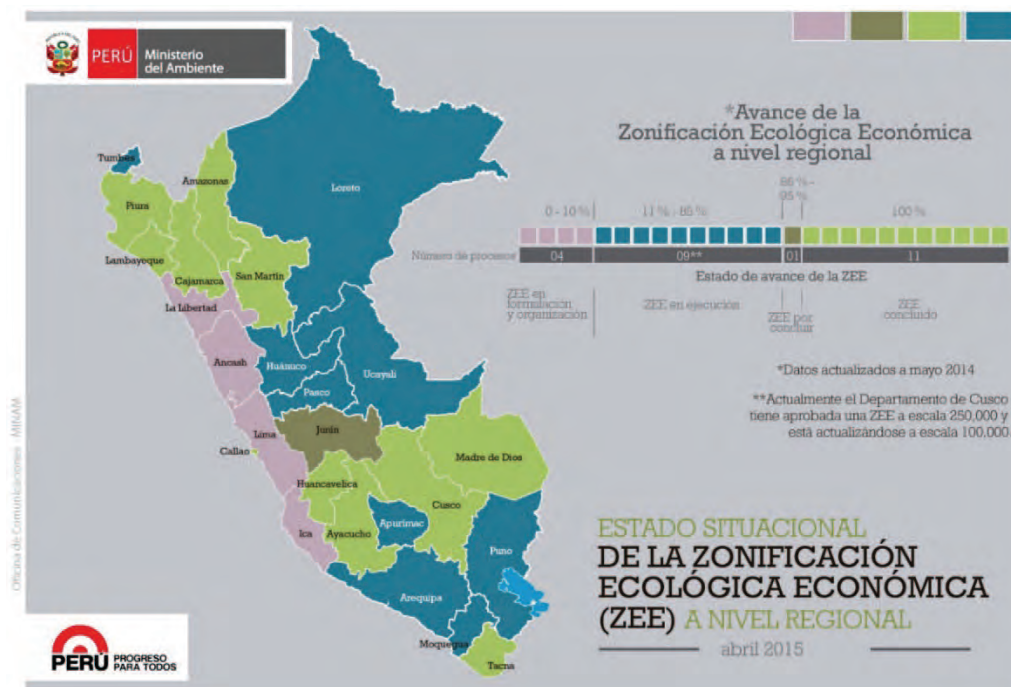 PERÚ
Ministerio
del Ambiente
*Avance de la
Zonificación Ecológica Económica
a nivel regional
86 % -
95 %
0 - 10 %
11 % - 85 %
100 %
Número de procesos
04
09**
01
11
Estado de avance de la ZEE
ZEE en
formulación
y organización
ZEE en ejecución
ZEE por
concluir
ZEE
concluido
*Datos actualizados a mayo 2014
**Actualmente el Departamento de Cusco
tiene aprobada una ZEE a escala 250,000 y
está actualizándose a escala 100,000
Tumbes
Piura
Lambayeque
Amazonas
Cajamarca
San Martín
Loreto
La Libertad
Ancash
Huánuco
Pasco
Ucayali
Lima
Callao
Junín
Huancavelica
Ica
Ayacucho
Apurímac
Cusco
Madre de Dios
Puno
Arequipa
Moquegua
Tacna
ESTADO SITUACIONAL
DE LA ZONIFICACIÓN
ECOLÓGICA ECONÓMICA
(ZEE) A NIVEL REGIONAL
abril 2015
Oficina de Comunicaciones - MINAM
PERÚ
PROGRESO
PARA TODOS